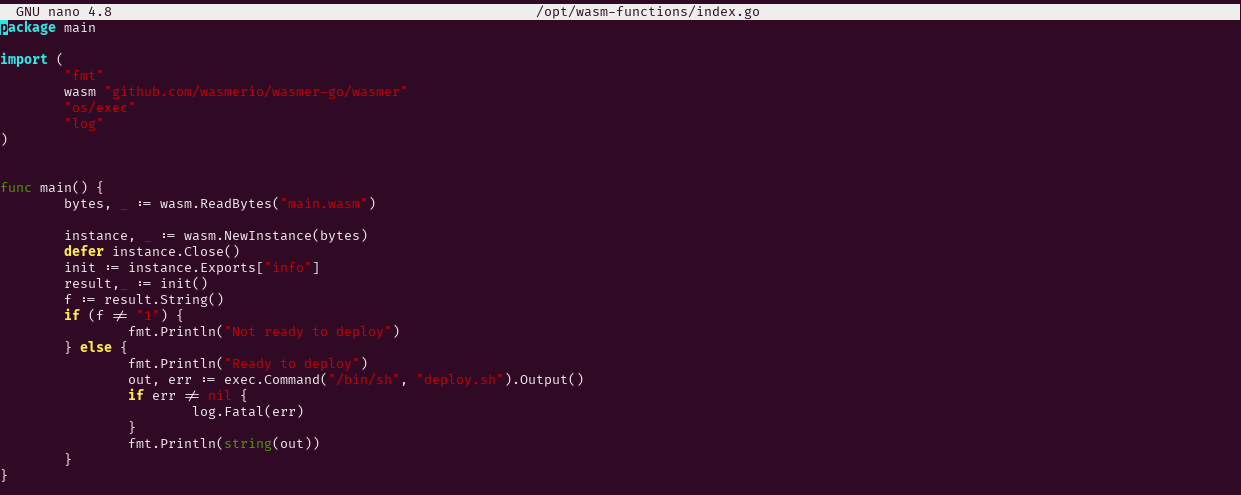 GNU nano 4.8 /opt/wasm-functions/index.go
package main

import (
        "fmt"
        wasm "github.com/wasmerio/wasmer-go/wasmer"
        "os/exec"
        "log"
)


func main() {
        bytes, _ := wasm.ReadBytes("main.wasm")

        instance, _ := wasm.NewInstance(bytes)
        defer instance.Close()
        init := instance.Exports["info"]
        result,_ := init()
        f := result.String()
        if (f != "1") {
                fmt.Println("Not ready to deploy")
        } else {
                fmt.Println("Ready to deploy")
                out, err := exec.Command("/bin/sh", "deploy.sh").Output()
                if err != nil {
                        log.Fatal(err)
                }
                fmt.Println(string(out))
        }
}